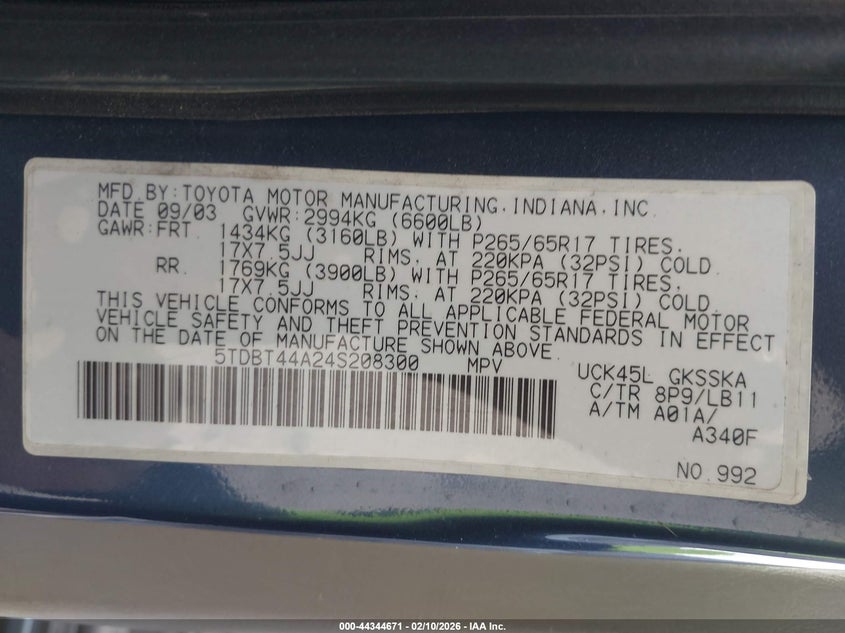 MFD.BY:TOYOTA MOTOR MANUFACTURING.INDIANA.INC.
DATE 09/03 GVWR:2994KG (6600LB)
GAWR:FRT. 1434KG (3160LB) WITH P265/65R17 TIRES.
17X7.5JJ RIMS. AT 220KPA (32PSI) COLD.
RR. 1769KG (3900LB) WITH P265/65R17 TIRES.
17X7.5JJ RIMS. AT 220KPA (32PSI) COLD.
THIS VEHICLE CONFORMS TO ALL APPLICABLE FEDERAL MOTOR
VEHICLE SAFETY AND THEFT PREVENTION STANDARDS IN EFFECT
ON THE DATE OF MANUFACTURE SHOWN ABOVE.
5TDBT44A24S208300 MPV
UCK45L GKSSKA
C/TR 8P9/LB11
A/TM A01A/
A340F
NO.992
000-44344671 - 02/10/2026 - IAA Inc.